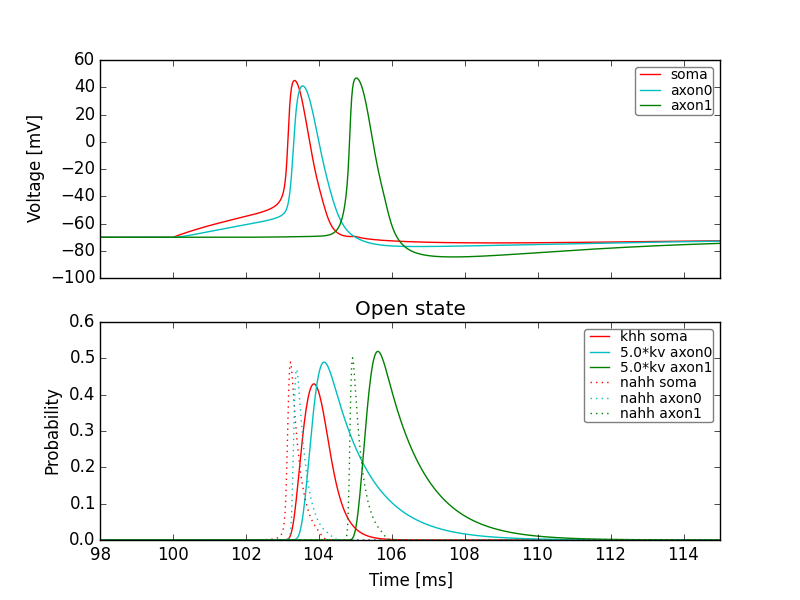 60
40
20
0
−20
−40
−60
−80
−100
Voltage [mV]
soma
axon0
axon1
Open state
0.6
0.5
0.4
0.3
0.2
0.1
0.0
Probability
khh soma
5.0*kv axon0
5.0*kv axon1
nahh soma
nahh axon0
nahh axon1
98 100 102 104 106 108 110 112 114
Time [ms]